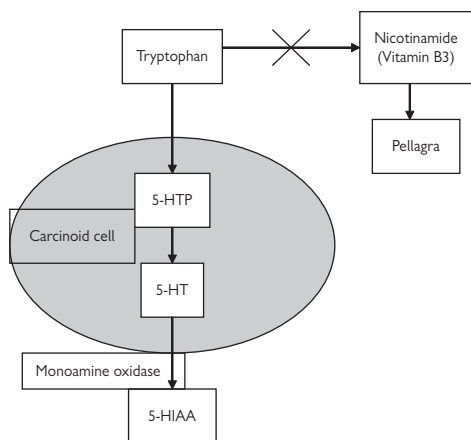 Tryptophan
Nicotinamide
(Vitamin B3)
Pellagra
5-HTP
Carcinoid cell
5-HT
Monoamine oxidase
5-HIAA